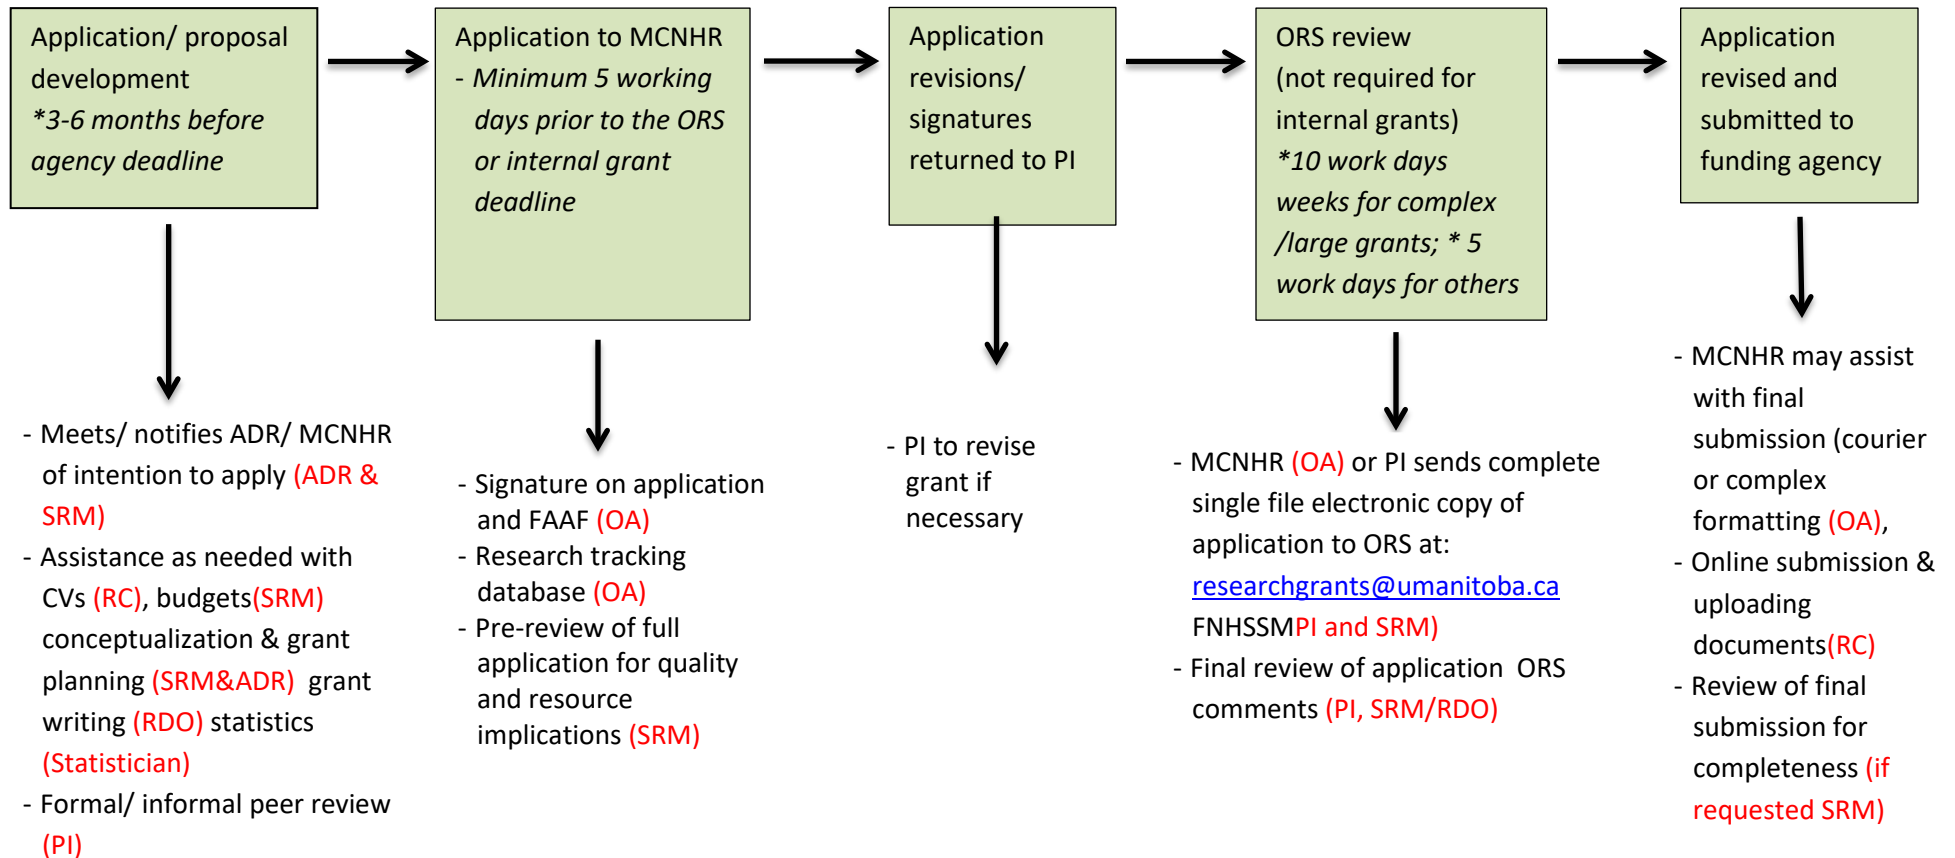 Application/ proposal
development
*3-6 months before
agency deadline
Application to MCNHR
- Minimum 5 working
days prior to the ORS
or internal grant
deadline
Application
revisions/
signatures
returned to PI
ORS review
(not required for
internal grants)
*10 work days
weeks for complex
/large grants; * 5
work days for others
Application
revised and
submitted to
funding agency
- Meets/ notifies ADR/ MCNHR
of intention to apply (ADR &
SRM)
- Assistance as needed with
CVs (RC), budgets(SRM)
conceptualization & grant
planning (SRM&ADR) grant
writing (RDO) statistics
(Statistician)
- Formal/ informal peer review
(PI)
- Signature on application
and FAAF (OA)
- Research tracking
database (OA)
- Pre-review of full
application for quality
and resource
implications (SRM)
- PI to revise
grant if
necessary
- MCNHR (OA) or PI sends complete
single file electronic copy of
application to ORS at:
researchgrants@umanitoba.ca
FNHSSMPI and SRM)
- Final review of application ORS
comments (PI, SRM/RDO)
- MCNHR may assist
with final
submission (courier
or complex
formatting (OA),
- Online submission &
uploading
documents(RC)
- Review of final
submission for
completeness (if
requested SRM)